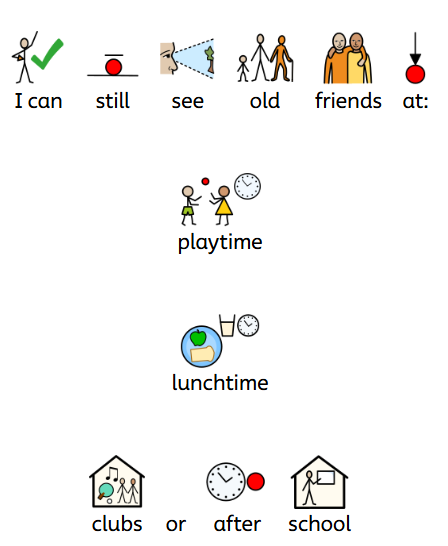 I can still see old friends at:
playtime
lunchtime
clubs or after school